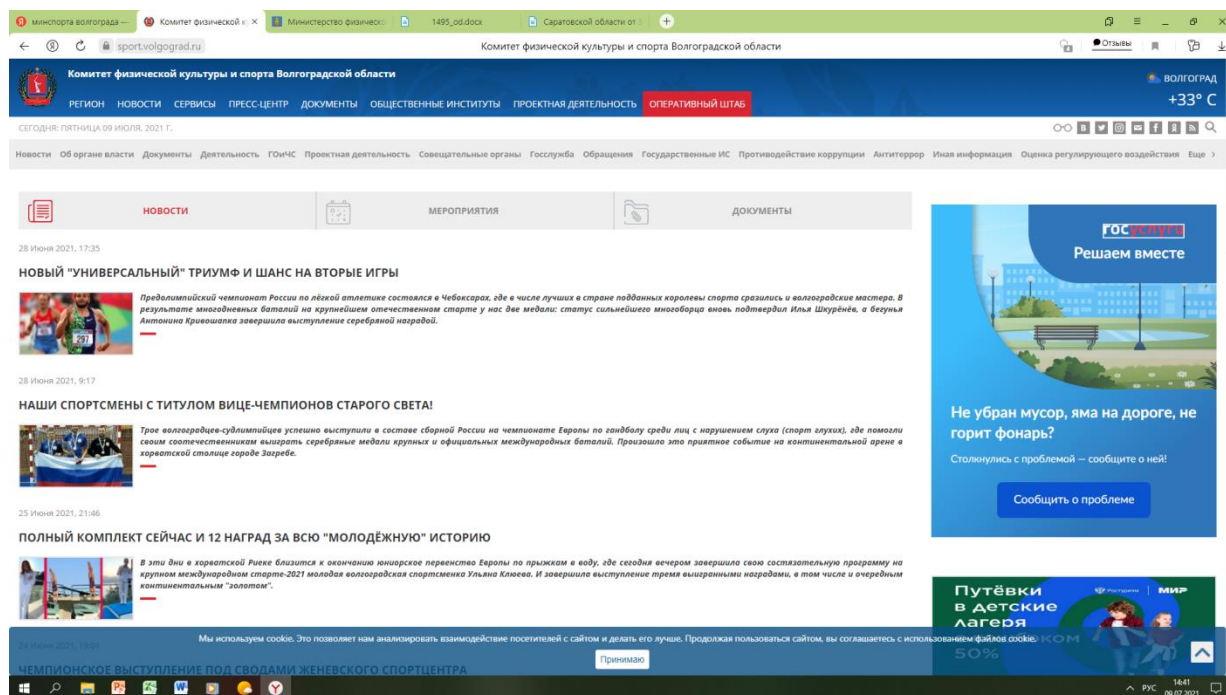 минспорта волгограда —
Комитет физической к
Министерство физическо
1495_od.docx
Саратовской области от
sport.volgograd.ru
Комитет физической культуры и спорта Волгоградской области
Отзывы
Комитет физической культуры и спорта Волгоградской области
ВОЛГОГРАД
РЕГИОН НОВОСТИ СЕРВИСЫ ПРЕСС-ЦЕНТР ДОКУМЕНТЫ ОБЩЕСТВЕННЫЕ ИНСТИТУТЫ ПРОЕКТНАЯ ДЕЯТЕЛЬНОСТЬ ОПЕРАТИВНЫЙ ШТАБ
+33° C
СЕГОДНЯ: ПЯТНИЦА 09 ИЮЛЯ, 2021 Г.
Новости Об органе власти Документы Деятельность ГОиЧС Проектная деятельность Совещательные органы Госслужба Обращения Государственные ИС Противодействие коррупции Антитеррор Иная информация Оценка регулирующего воздействия Еще
НОВОСТИ
МЕРОПРИЯТИЯ
ДОКУМЕНТЫ
28 Июня 2021, 17:35
НОВЫЙ "УНИВЕРСАЛЬНЫЙ" ТРИУМФ И ШАНС НА ВТОРЫЕ ИГРЫ
Предолимпийский чемпионат России по лёгкой атлетике состоялся в Чебоксарах, где в числе лучших в стране подданных королевы спорта сразились и волгоградские мастера. В
результате многодневных баталий на крупнейшем отечественном старте у нас две медали: статус сильнейшего многоборца вновь подтвердил Илья Шкурёнёв, а бегунья
Антонина Кривошапка завершила выступление серебряной наградой.
297
28 Июня 2021, 9:17
НАШИ СПОРТСМЕНЫ С ТИТУЛОМ ВИЦЕ-ЧЕМПИОНОВ СТАРОГО СВЕТА!
Трое волгоградцев-судлимпийцев успешно выступили в составе сборной России на чемпионате Европы по гандболу среди лиц с нарушением слуха (спорт глухих), где помогли
своим соотечественникам выиграть серебряные медали крупных и официальных международных баталий. Произошло это приятное событие на континентальной арене в
хорватской столице городе Загребе.
25 Июня 2021, 21:46
ПОЛНЫЙ КОМПЛЕКТ СЕЙЧАС И 12 НАГРАД ЗА ВСЮ "МОЛОДЁЖНУЮ" ИСТОРИЮ
В эти дни в хорватской Риеке близится к окончанию юниорское первенство Европы по прыжкам в воду, где сегодня вечером завершила свою состязательную программу на
крупном международном старте-2021 молодая волгоградская спортсменка Ульяна Клюева. И завершила выступление тремя выигранными наградами, в том числе и очередным
континентальным "золотом".
госуслуги
Решаем вместе
Не убран мусор, яма на дороге, не
горит фонарь?
Столкнулись с проблемой — сообщите о ней!
Сообщить о проблеме
Путёвки
в детские
лагеря
Ростуризм
МИР
50%
Мы используем cookie. Это позволяет нам анализировать взаимодействие посетителей с сайтом и делать его лучше. Продолжая пользоваться сайтом, вы соглашаетесь с использованием файлов cookie.
Принимаю
24 Июня 2021, 19:01
ЧЕМПИОНСКОЕ ВЫСТУПЛЕНИЕ ПОД СВОДАМИ ЖЕНЕВСКОГО СПОРТЦЕНТРА
РУС
14:41
09.07.2021